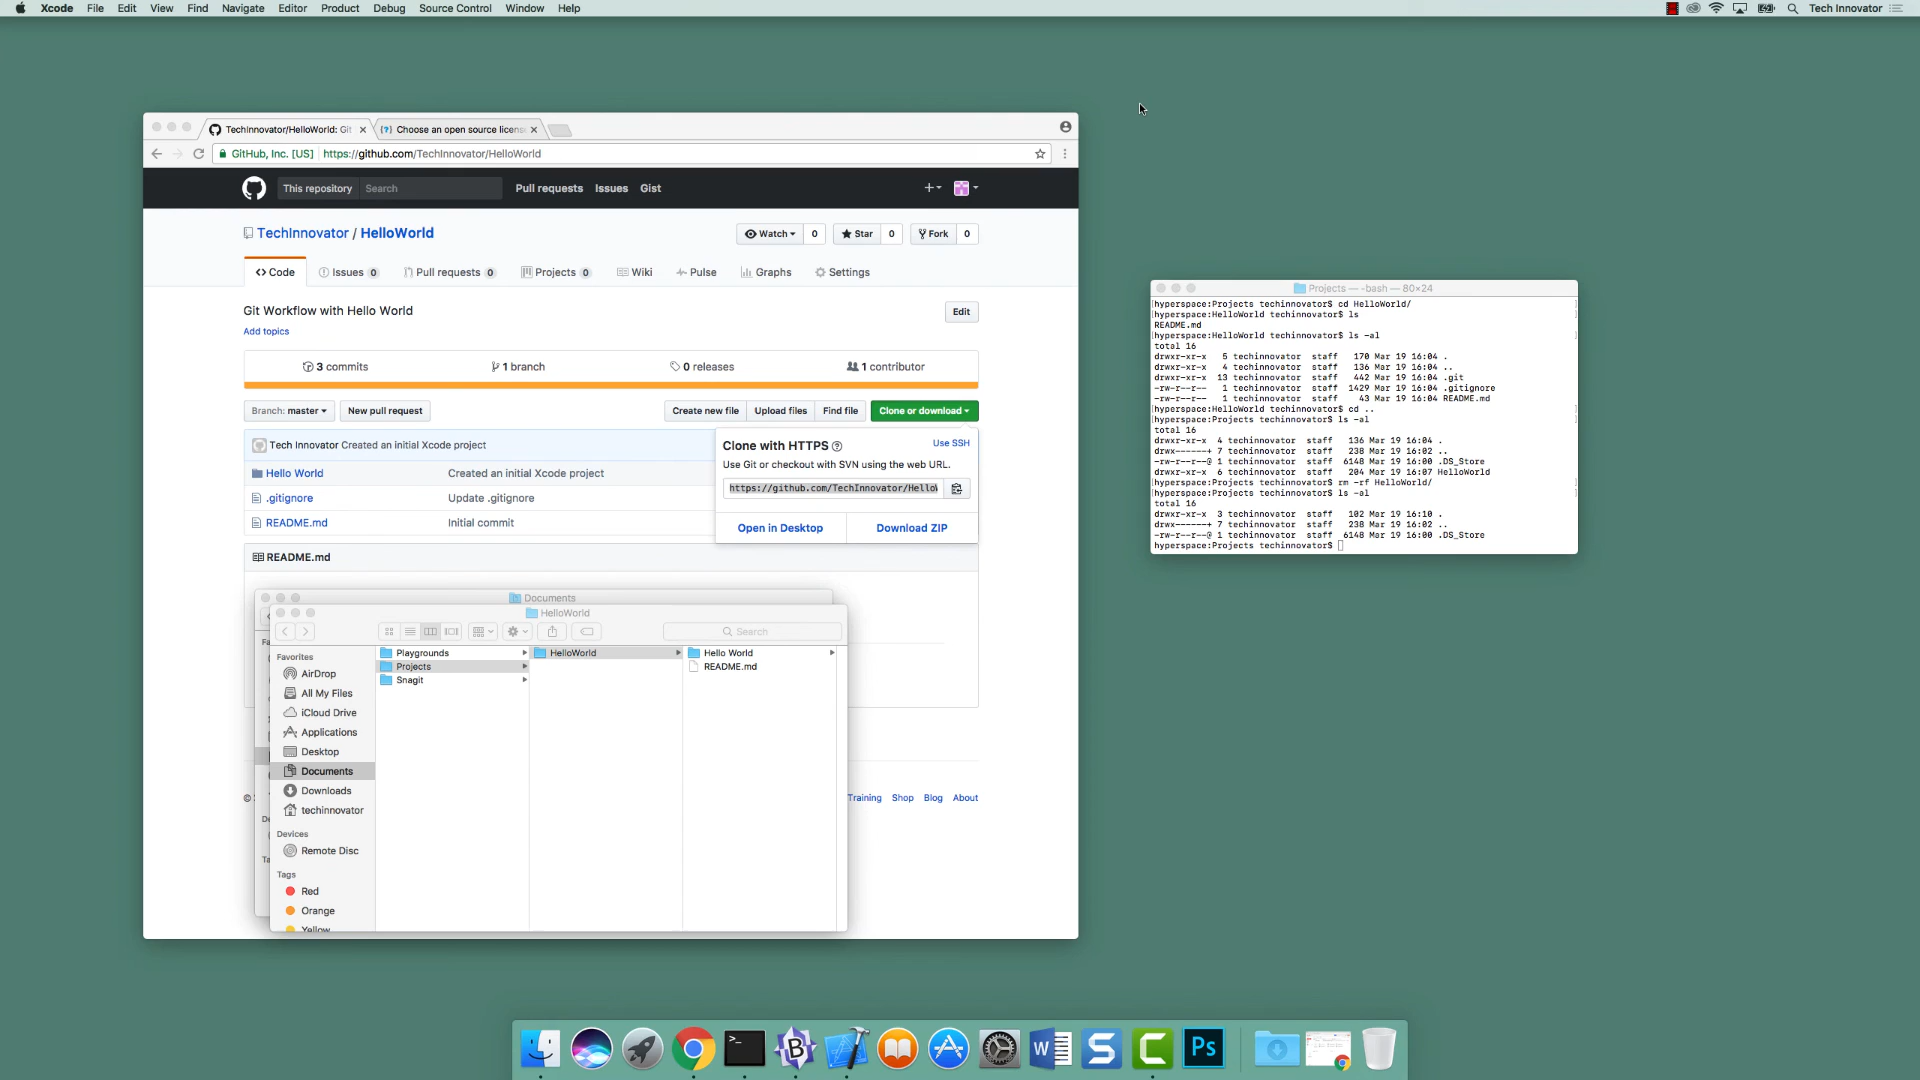 Xcode File Edit View Find Navigate Editor Product Debug Source Control Window Help
Tech Innovator
TechInnovator/HelloWorld: Git
Choose an open source licens
GitHub, Inc. [US] https://github.com/TechInnovator/HelloWorld
This repository Search Pull requests Issues Gist
TechInnovator / HelloWorld
Watch 0 Star 0 Fork 0
Code Issues 0 Pull requests 0 Projects 0 Wiki Pulse Graphs Settings
Git Workflow with Hello World
Edit
Add topics
3 commits 1 branch 0 releases 1 contributor
Branch: master New pull request Create new file Upload files Find file Clone or download
Tech Innovator Created an initial Xcode project
Hello World Created an initial Xcode project
.gitignore Update .gitignore
README.md Initial commit
README.md
Clone with HTTPS
Use SSH
Use Git or checkout with SVN using the web URL.
https://github.com/TechInnovator/Hello
Open in Desktop Download ZIP
Documents
HelloWorld
Search
Favorites
AirDrop
All My Files
iCloud Drive
Applications
Desktop
Documents
Downloads
techinnovator
Devices
Remote Disc
Tags
Red
Orange
Yellow
Playgrounds
Projects
Snagit
HelloWorld
Hello World
README.md
Fa
De
Ta
©
Training Shop Blog About
Projects — -bash — 80×24
[hyperspace:Projects techinnovator$ cd HelloWorld/ ]
[hyperspace:HelloWorld techinnovator$ ls ]
README.md
[hyperspace:HelloWorld techinnovator$ ls -al ]
total 16
drwxr-xr-x 5 techinnovator staff 170 Mar 19 16:04 .
drwxr-xr-x 4 techinnovator staff 136 Mar 19 16:04 ..
drwxr-xr-x 13 techinnovator staff 442 Mar 19 16:04 .git
-rw-r--r-- 1 techinnovator staff 1429 Mar 19 16:04 .gitignore
-rw-r--r-- 1 techinnovator staff 43 Mar 19 16:04 README.md
[hyperspace:HelloWorld techinnovator$ cd .. ]
[hyperspace:Projects techinnovator$ ls -al ]
total 16
drwxr-xr-x 4 techinnovator staff 136 Mar 19 16:04 .
drwx------+ 7 techinnovator staff 238 Mar 19 16:02 ..
-rw-r--r--@ 1 techinnovator staff 6148 Mar 19 16:00 .DS_Store
drwxr-xr-x 6 techinnovator staff 204 Mar 19 16:07 HelloWorld
[hyperspace:Projects techinnovator$ rm -rf HelloWorld/ ]
[hyperspace:Projects techinnovator$ ls -al ]
total 16
drwxr-xr-x 3 techinnovator staff 102 Mar 19 16:10 .
drwx------+ 7 techinnovator staff 238 Mar 19 16:02 ..
-rw-r--r--@ 1 techinnovator staff 6148 Mar 19 16:00 .DS_Store
hyperspace:Projects techinnovator$
>_
B
W
S
C
Ps